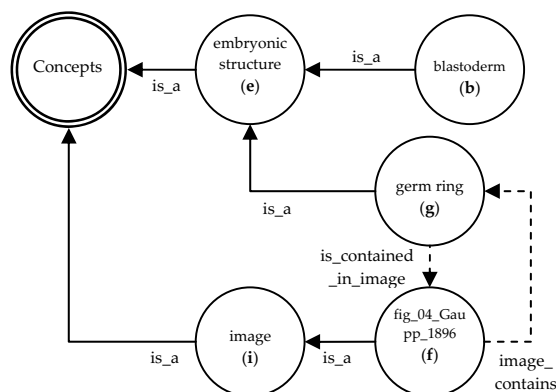 Concepts
is_a
embryonic
structure
(e)
is_a
blastoderm
(b)
is_a
germ ring
(g)
is_contained
_in_image
is_a
image
(i)
is_a
fig_04_Gau
pp_1896
(f)
image_
contains